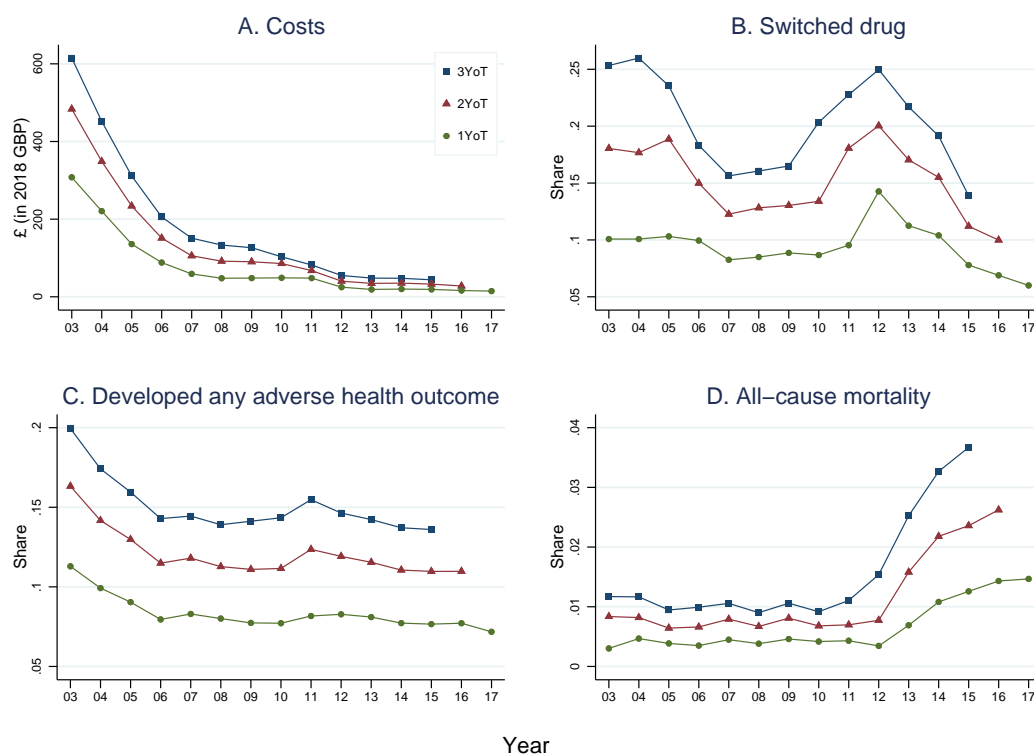 A. Costs
£ (in 2018 GBP)
600
400
200
0
3YoT
2YoT
1YoT
03 04 05 06 07 08 09 10 11 12 13 14 15 16 17
B. Switched drug
Share
.25
.2
.15
.1
.05
03 04 05 06 07 08 09 10 11 12 13 14 15 16 17
C. Developed any adverse health outcome
Share
.2
.15
.1
.05
03 04 05 06 07 08 09 10 11 12 13 14 15 16 17
D. All−cause mortality
Share
.04
.03
.02
.01
0
03 04 05 06 07 08 09 10 11 12 13 14 15 16 17
Year